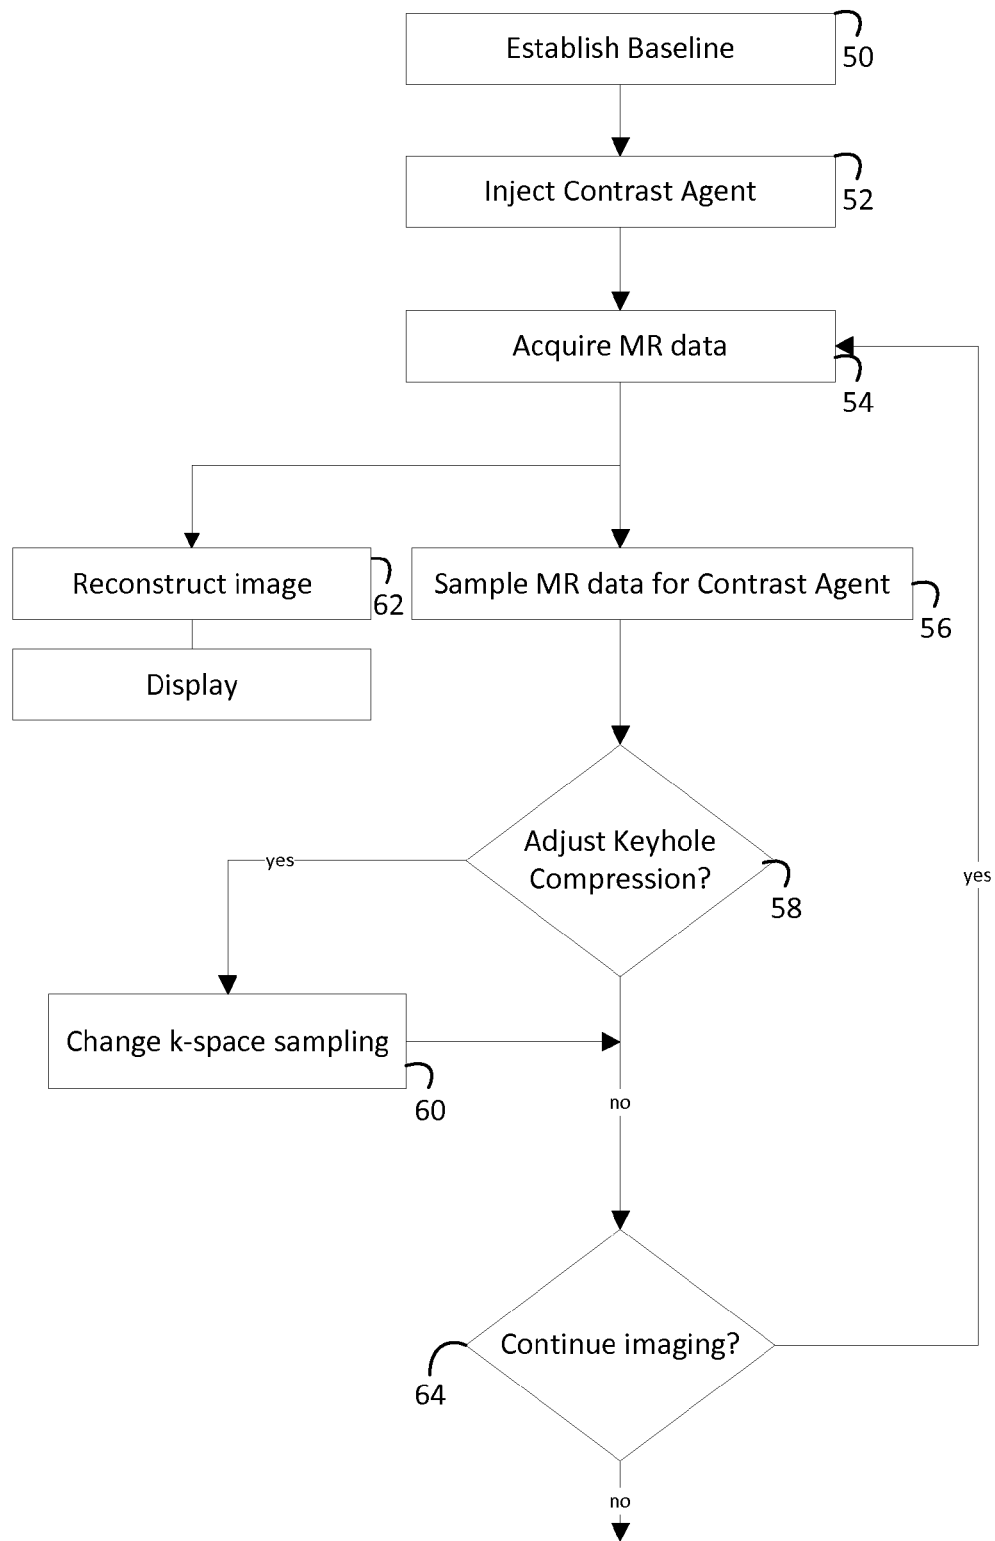 Establish Baseline
50
Inject Contrast Agent
52
Acquire MR data
54
Reconstruct image
62
Sample MR data for Contrast Agent
56
Display
Adjust Keyhole
Compression?
58
yes
yes
Change k-space sampling
60
no
Continue imaging?
64
no